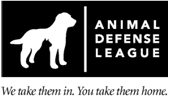 ANIMAL
DEFENSE
LEAGUE
We take them in. You take them home.